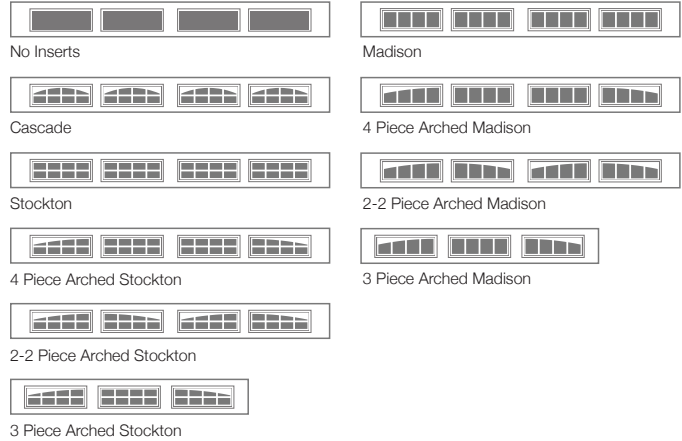 No Inserts
Cascade
Stockton
4 Piece Arched Stockton
2-2 Piece Arched Stockton
3 Piece Arched Stockton
Madison
4 Piece Arched Madison
2-2 Piece Arched Madison
3 Piece Arched Madison